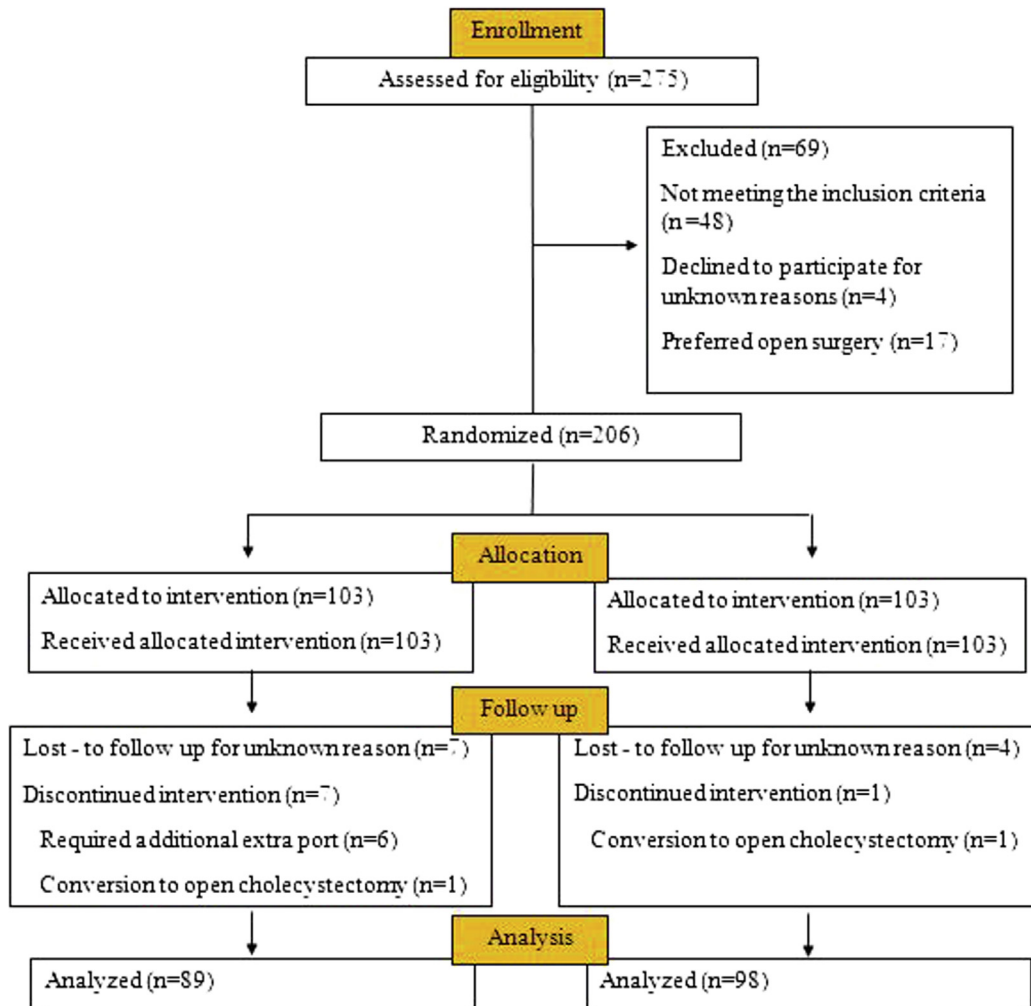 Enrollment
Assessed for eligibility (n=275)
Excluded (n=69)
Not meeting the inclusion criteria
(n=48)
Declined to participate for
unknown reasons (n=4)
Preferred open surgery (n=17)
Randomized (n=206)
Allocation
Allocated to intervention (n=103)
Received allocated intervention (n=103)
Allocated to intervention (n=103)
Received allocated intervention (n=103)
Follow up
Lost - to follow up for unknown reason (n=7)
Discontinued intervention (n=7)
Required additional extra port (n=6)
Conversion to open cholecystectomy (n=1)
Lost - to follow up for unknown reason (n=4)
Discontinued intervention (n=1)
Conversion to open cholecystectomy (n=1)
Analysis
Analyzed (n=89)
Analyzed (n=98)